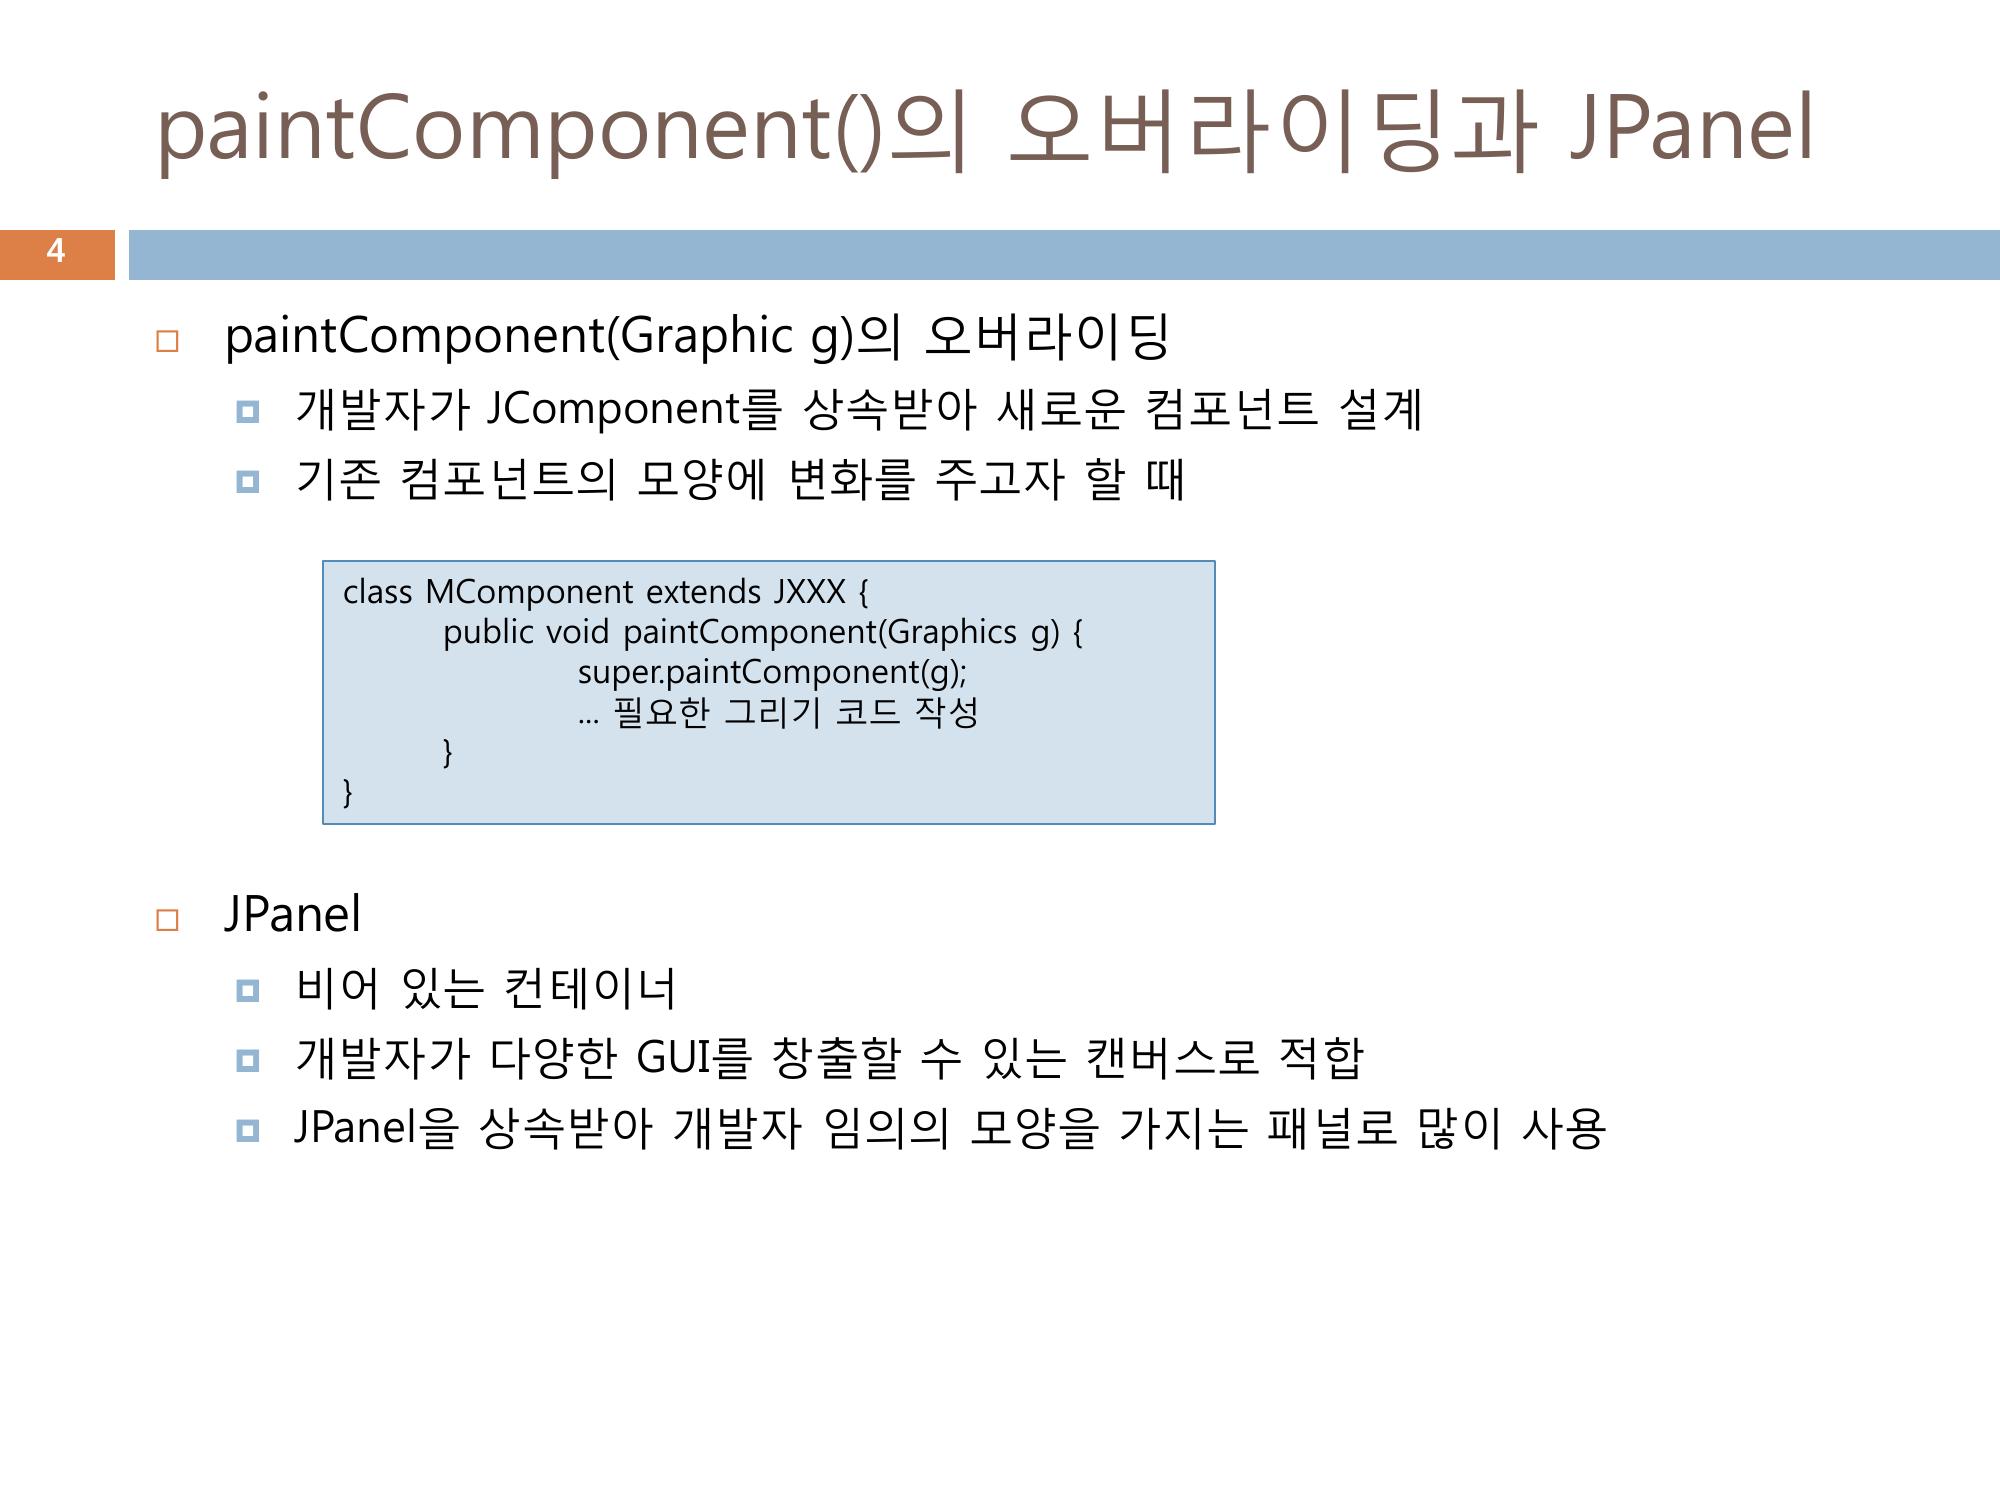 paintComponent()의 오버라이딩과 JPanel
4
paintComponent(Graphic g)의 오버라이딩
개발자가 JComponent를 상속받아 새로운 컴포넌트 설계
기존 컴포넌트의 모양에 변화를 주고자 할 때
class MComponent extends JXXX {
public void paintComponent(Graphics g) {
super.paintComponent(g);
... 필요한 그리기 코드 작성
}
}
JPanel
비어 있는 컨테이너
개발자가 다양한 GUI를 창출할 수 있는 캔버스로 적합
JPanel을 상속받아 개발자 임의의 모양을 가지는 패널로 많이 사용